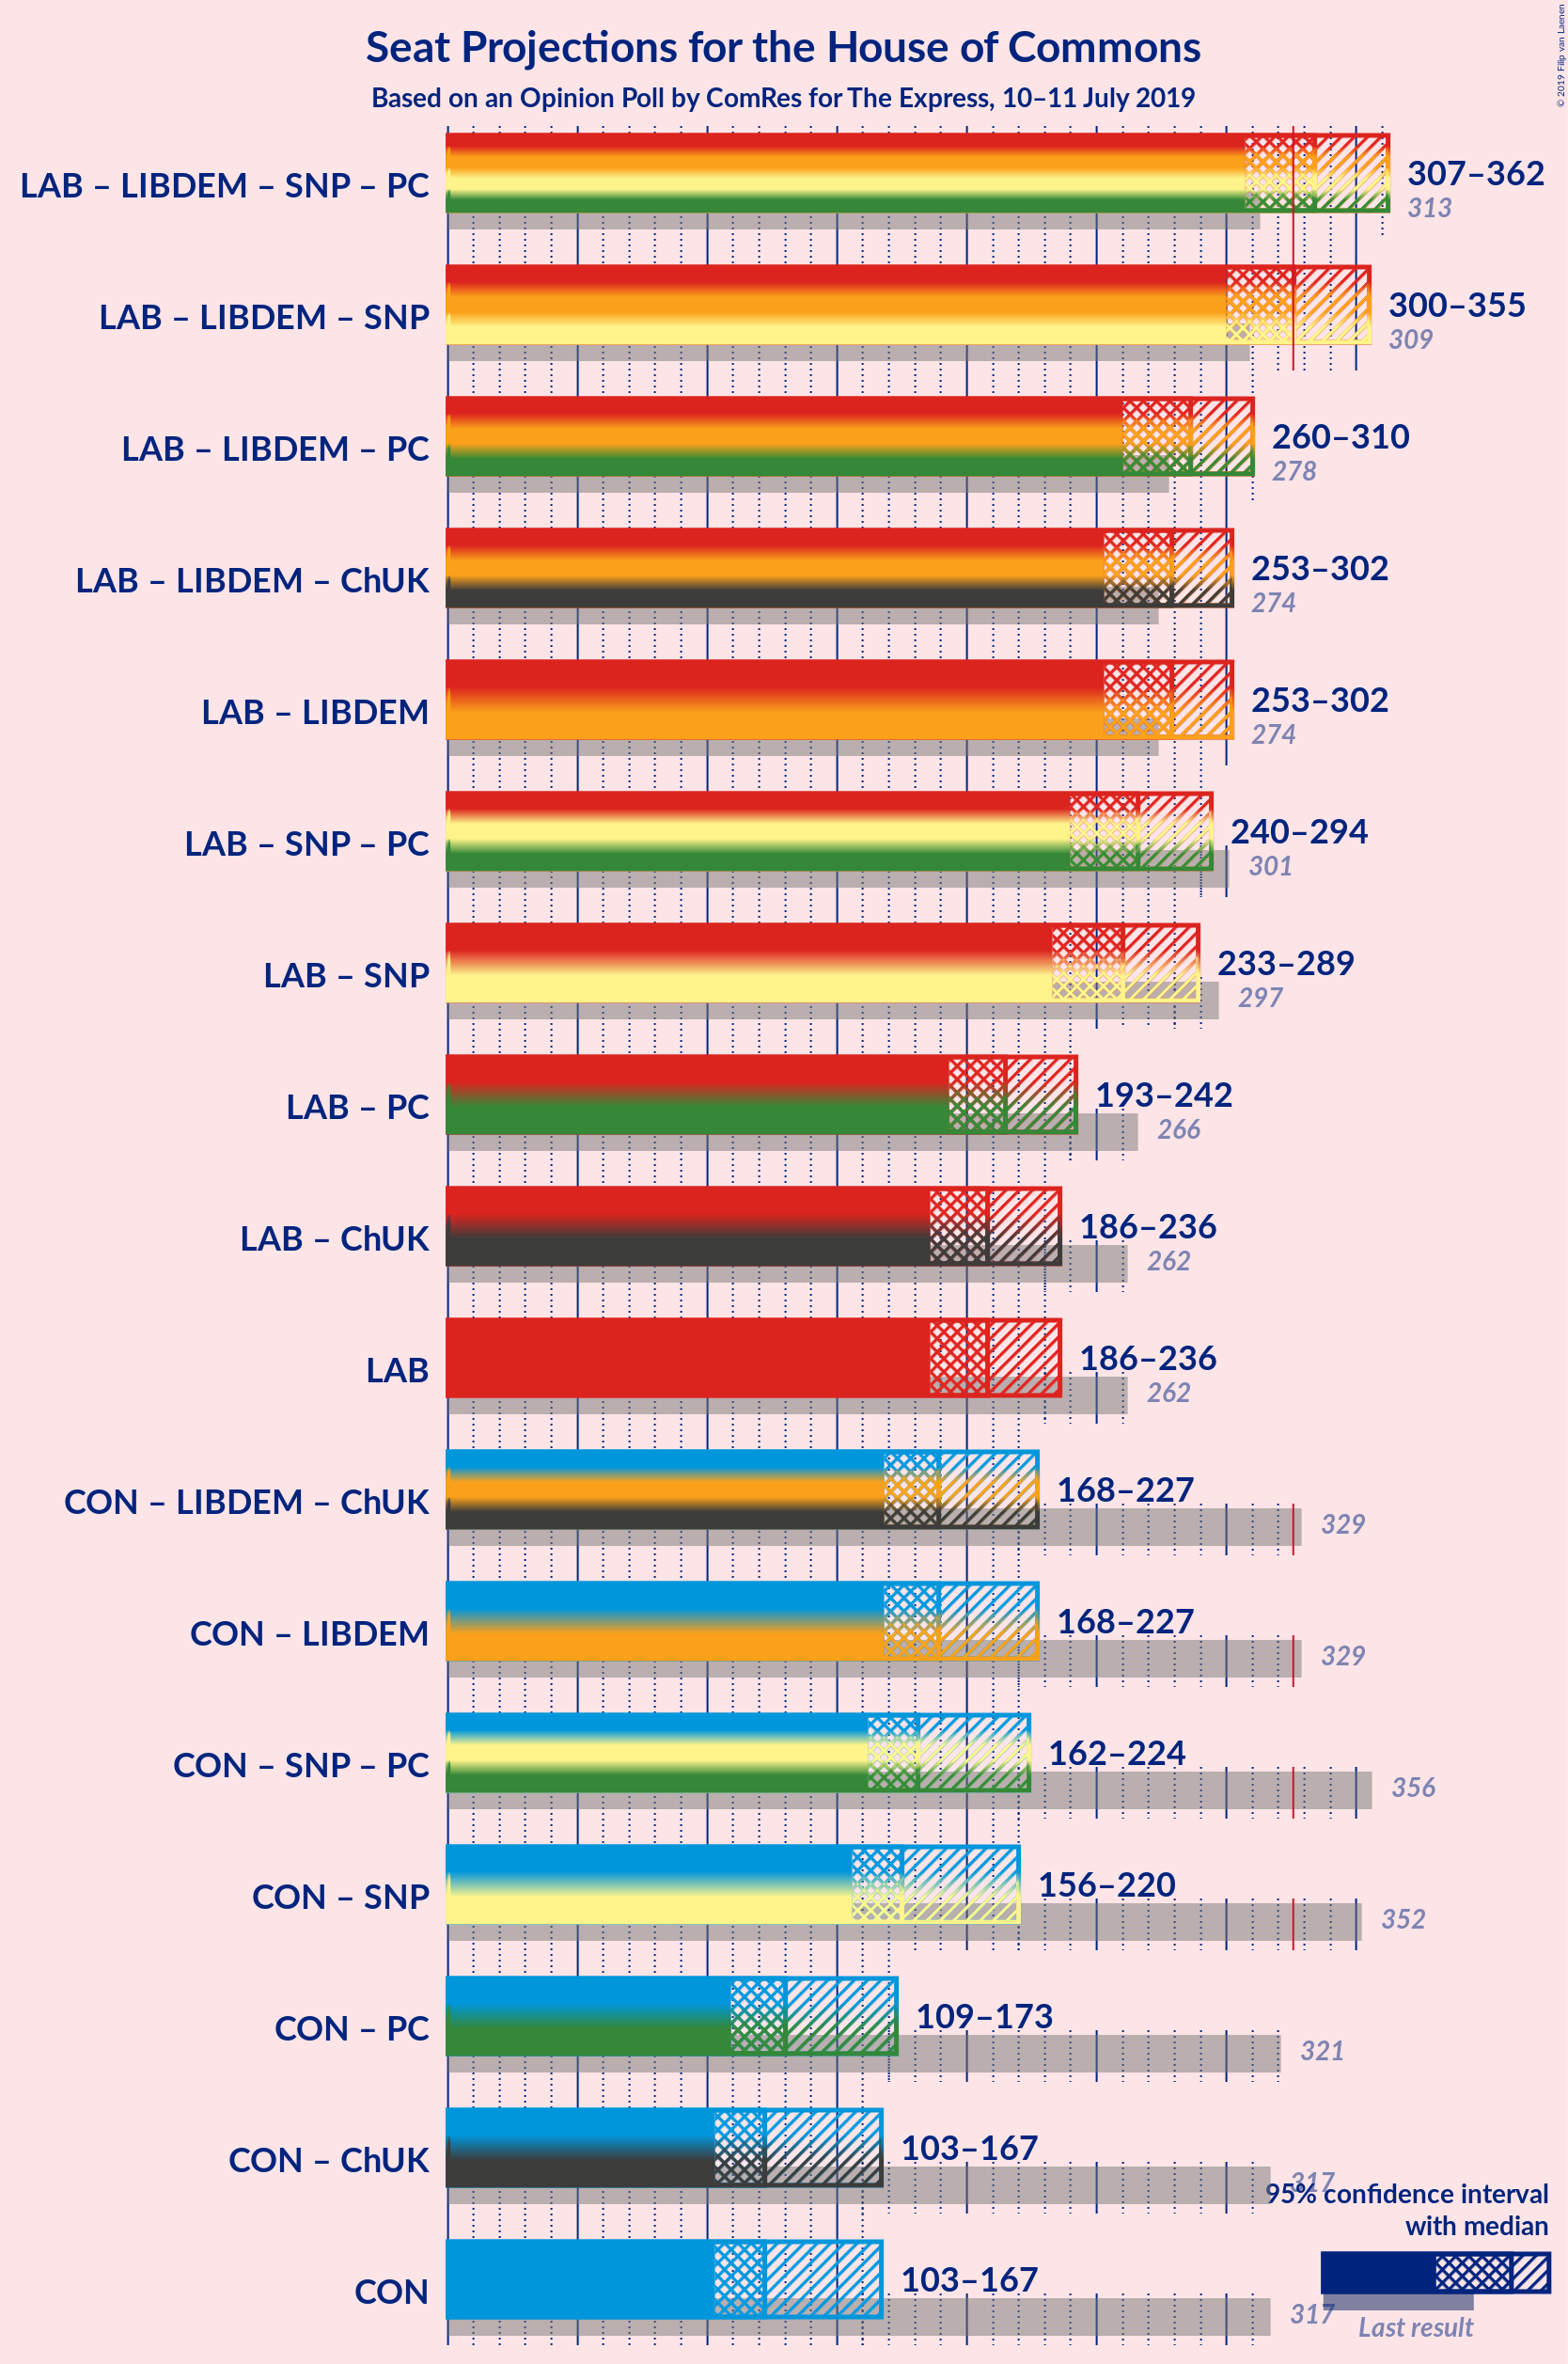 Seat Projections for the House of Commons
Based on an Opinion Poll by ComRes for The Express, 10–11 July 2019
© 2019 Filip van Laenen
LAB – LIBDEM – SNP – PC
307–362
313
LAB – LIBDEM – SNP
300–355
309
LAB – LIBDEM – PC
260–310
278
LAB – LIBDEM – ChUK
253–302
274
LAB – LIBDEM
253–302
274
LAB – SNP – PC
240–294
301
LAB – SNP
233–289
297
LAB – PC
193–242
266
LAB – ChUK
186–236
262
LAB
186–236
262
CON – LIBDEM – ChUK
168–227
329
CON – LIBDEM
168–227
329
CON – SNP – PC
162–224
356
CON – SNP
156–220
352
CON – PC
109–173
321
CON – ChUK
103–167
317
CON
103–167
317
95% confidence interval
with median
Last result